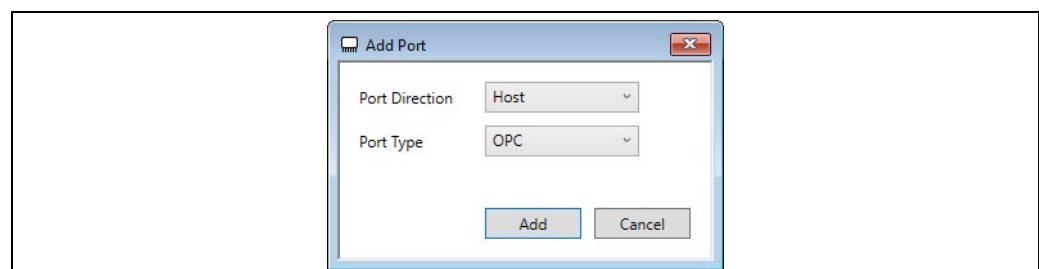 Add Port
Port Direction Host
Port Type OPC
Add Cancel